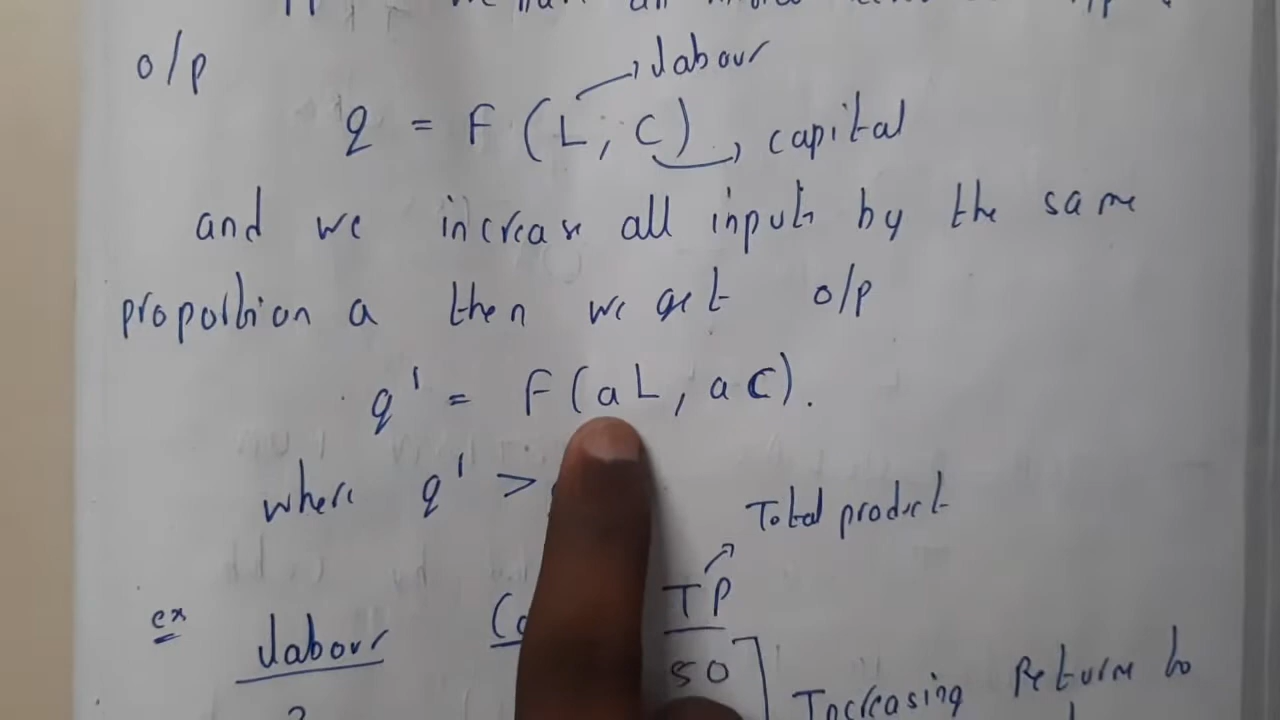 o/p
labour
q = F (L, C) capital
and we increase all inputs by the same
proportion a then we get o/p
q' = F(aL, aC).
where q' >
Total product
ex labour TP
50
Increasing Return to